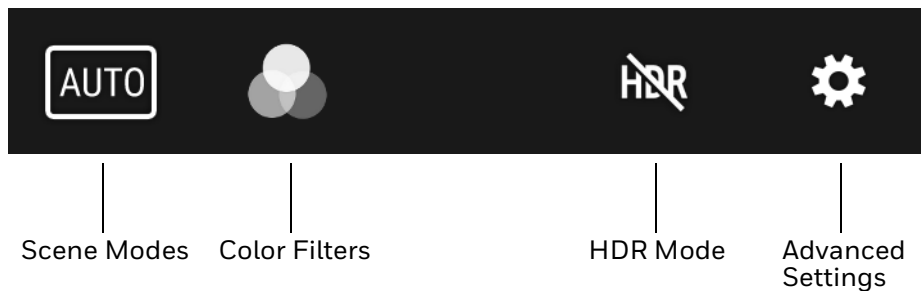 AUTO
HDR
Scene Modes
Color Filters
HDR Mode
Advanced
Settings